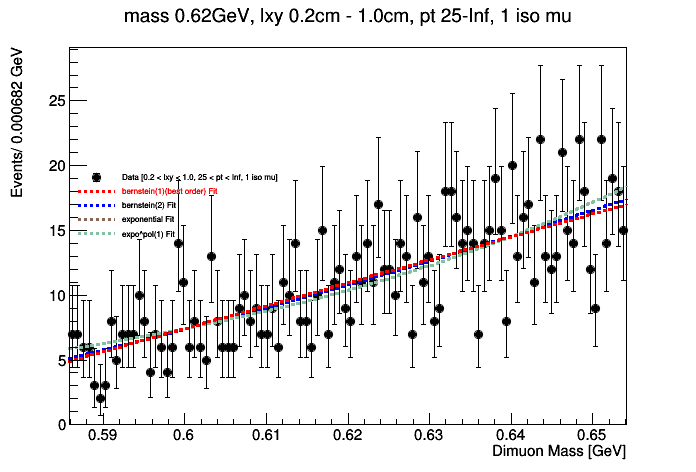 mass 0.62GeV, lxy 0.2cm - 1.0cm, pt 25-Inf, 1 iso mu
Events/ 0.000682 GeV
25
20
15
10
5
0
Data [0.2 < lxy < 1.0, 25 < pt < Inf, 1 iso mu]
bernstein(1)(best order) Fit
bernstein(2) Fit
exponential Fit
expo*pol(1) Fit
0.59
0.6
0.61
0.62
0.63
0.64
0.65
Dimuon Mass [GeV]